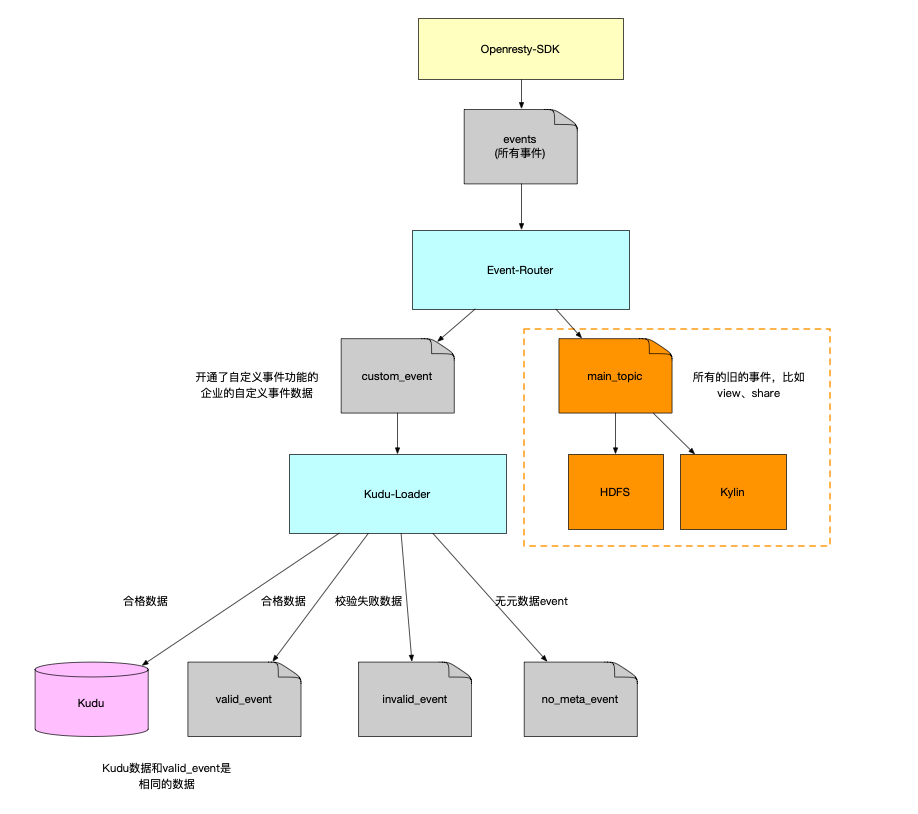 Openresty-SDK
events
(所有事件)
Event-Router
custom_event
开通了自定义事件功能的
企业的自定义事件数据
main_topic
所有的旧的事件，比如
view、share
Kudu-Loader
HDFS
Kylin
合格数据
合格数据
校验失败数据
无元数据event
Kudu
valid_event
invalid_event
no_meta_event
Kudu数据和valid_event是
相同的数据